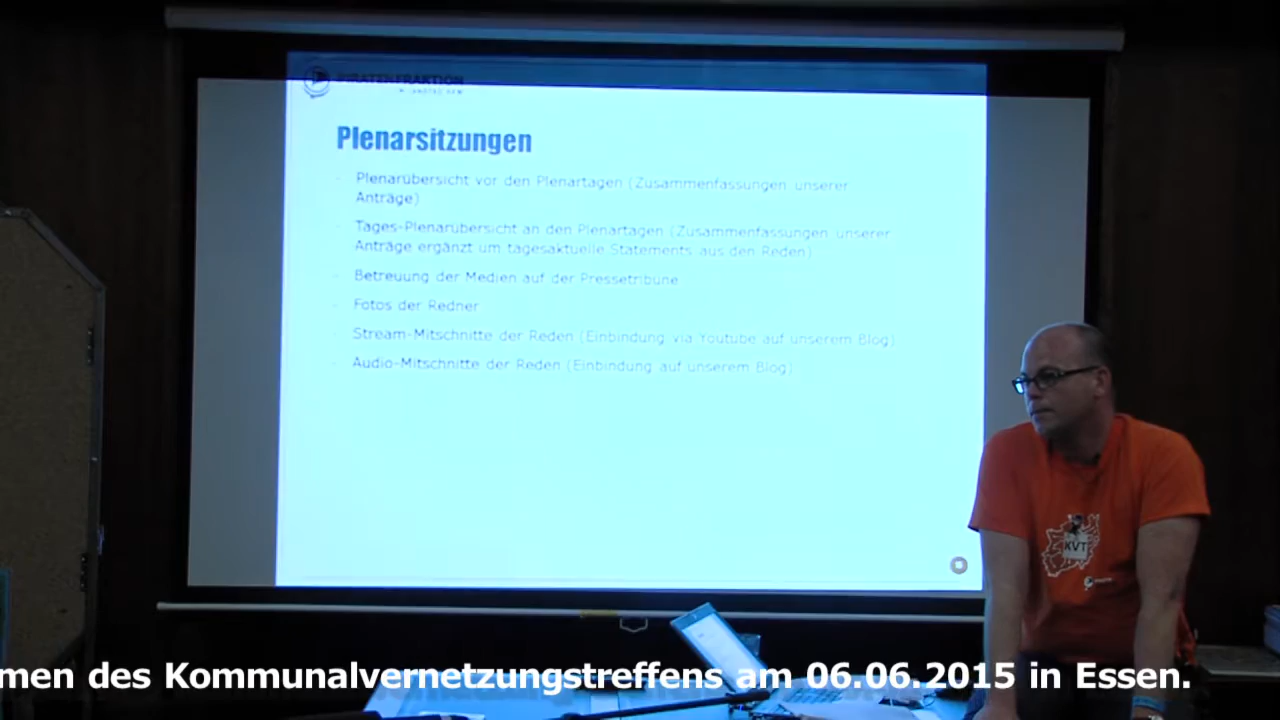 PIRATENFRAKTION
Plenarsitzungen
Plenarübersicht vor den Plenartagen (Zusammenfassungen unserer
Anträge)
Tages-Plenarübersicht an den Plenartagen (Zusammenfassungen unserer
Anträge ergänzt um tagesaktuelle Statements aus den Reden)
Betreuung der Medien auf der Pressetribüne
Fotos der Redner
Stream-Mitschnitte der Reden (Einbindung via Youtube auf unserem Blog)
Audio-Mitschnitte der Reden (Einbindung auf unserem Blog)
KVT
men des Kommunalvernetzungstreffens am 06.06.2015 in Essen.